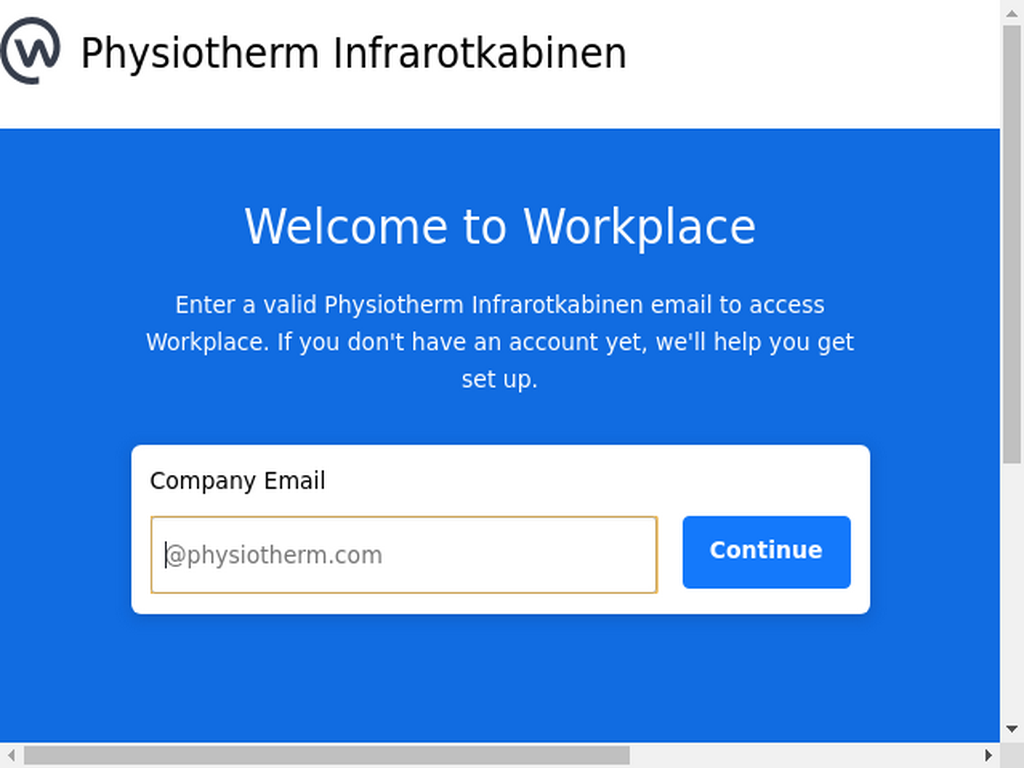 Physiotherm Infrarotkabinen
Welcome to Workplace
Enter a valid Physiotherm Infrarotkabinen email to access
Workplace. If you don't have an account yet, we'll help you get
set up.
Company Email
@physiotherm.com
Continue